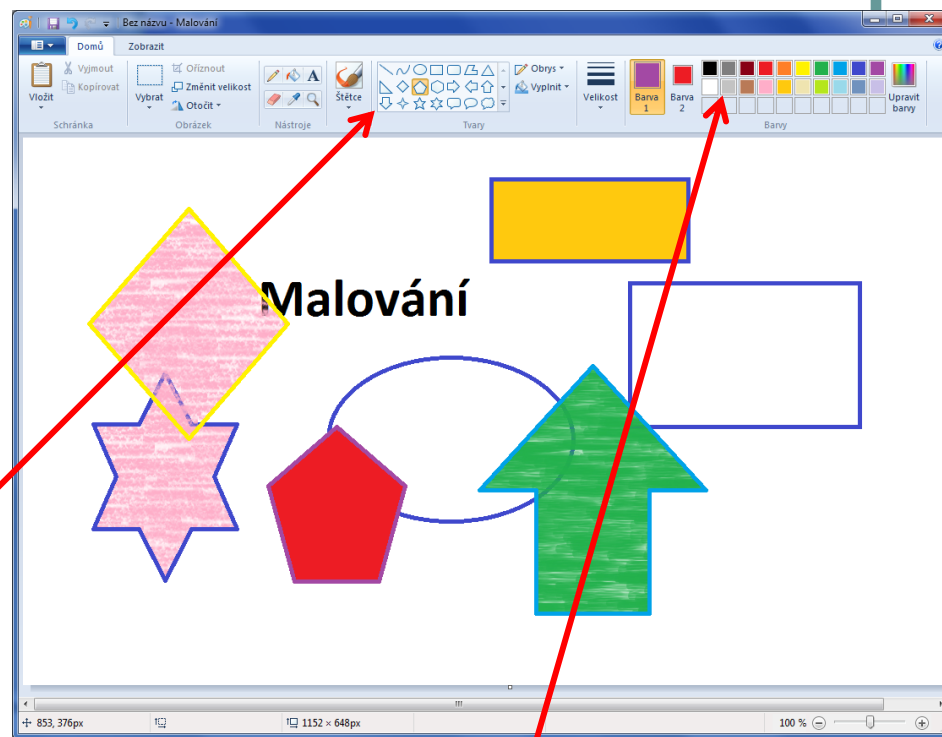 Bez názvu - Malování
Domů Zobrazit
Vložit
Vyjmout
Kopírovat
Schránka
Vybrat
Oříznout
Změnit velikost
Otočit
Obrázek
A
Nástroje
Štětce
Obrys
Vyplnit
Tvary
Velikost
Barva 1
Barva 2
Upravit barvy
Barvy
Malování
853, 376px
1152 × 648px
100 %